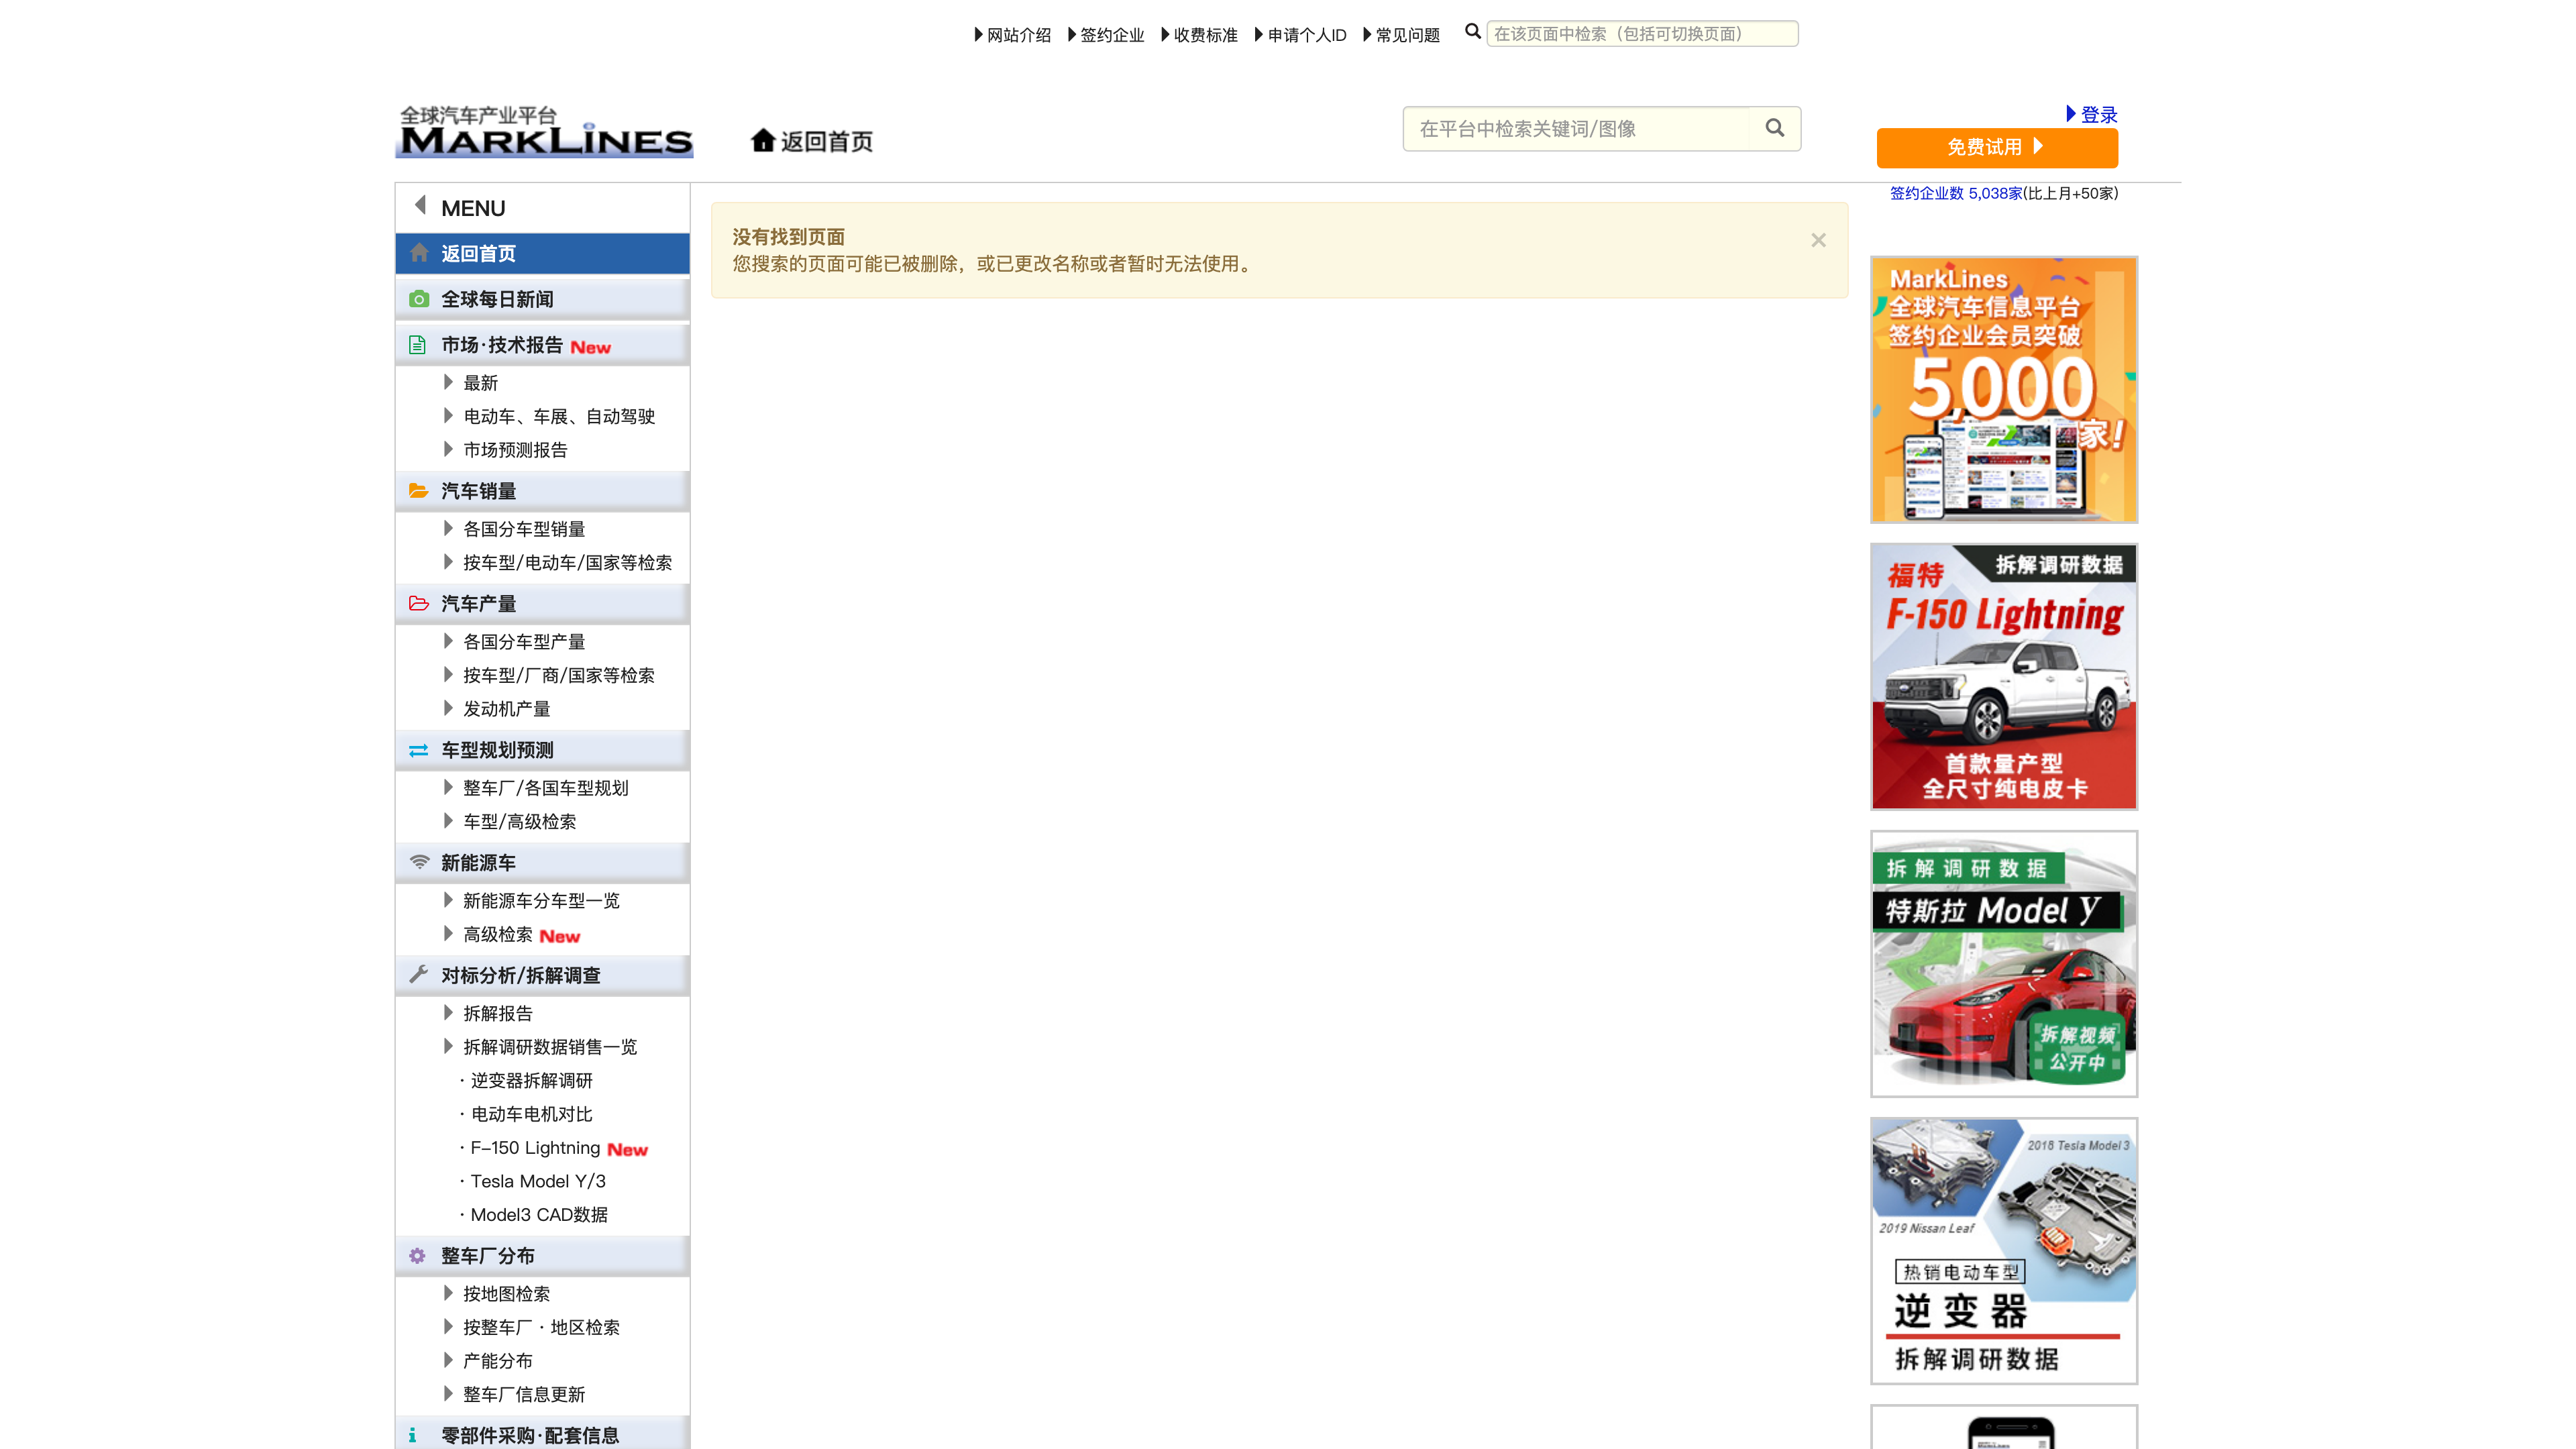 网站介绍 签约企业 收费标准 申请个人ID 常见问题 在该页面中检索（包括可切换页面）
全球汽车产业平台
MARKLINES
返回首页
在平台中检索关键词/图像
登录
免费试用
签约企业数 5,038家(比上月+50家)
MENU
返回首页
全球每日新闻
市场·技术报告 New
最新
电动车、车展、自动驾驶
市场预测报告
汽车销量
各国分车型销量
按车型/电动车/国家等检索
汽车产量
各国分车型产量
按车型/厂商/国家等检索
发动机产量
车型规划预测
整车厂/各国车型规划
车型/高级检索
新能源车
新能源车分车型一览
高级检索 New
对标分析/拆解调查
拆解报告
拆解调研数据销售一览
· 逆变器拆解调研
· 电动车电机对比
· F-150 Lightning New
· Tesla Model Y/3
· Model3 CAD数据
整车厂分布
按地图检索
按整车厂 · 地区检索
产能分布
整车厂信息更新
零部件采购·配套信息
没有找到页面
您搜索的页面可能已被删除，或已更改名称或者暂时无法使用。
×
MarkLines
全球汽车信息平台
签约企业会员突破
5,000
家!
拆解调研数据
福特
F-150 Lightning
首款量产型
全尺寸纯电皮卡
拆解调研数据
特斯拉 Model Y
拆解视频
公开中
2018 Tesla Model 3
2019 Nissan Leaf
热销电动车型
逆变器
拆解调研数据